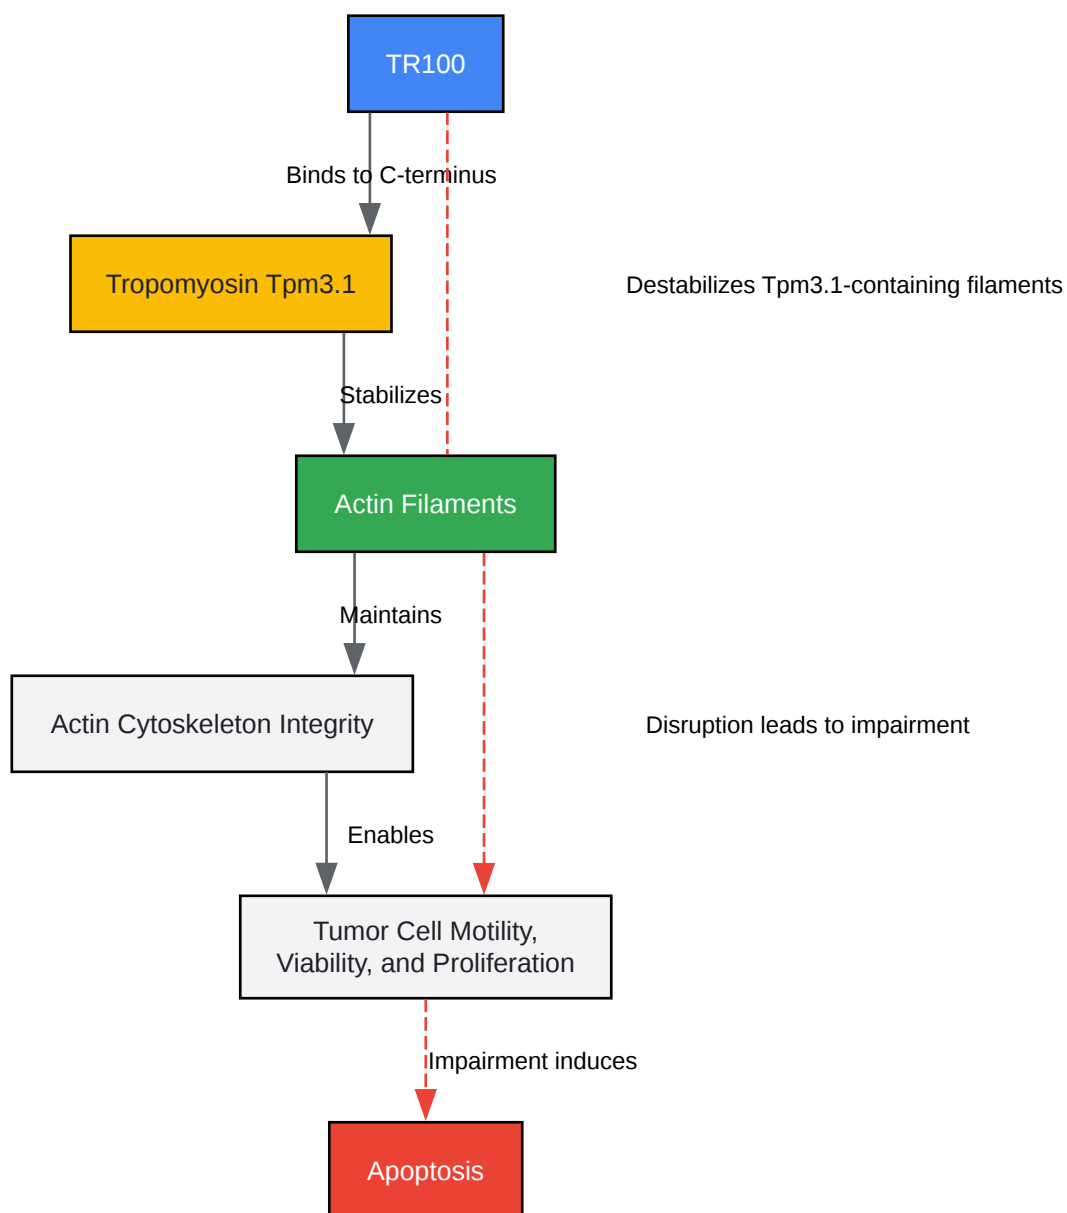 TR100
Binds to C-terminus
Tropomyosin Tpm3.1
Destabilizes Tpm3.1-containing filaments
Stabilizes
Actin Filaments
Maintains
Actin Cytoskeleton Integrity
Disruption leads to impairment
Enables
Tumor Cell Motility,
Viability, and Proliferation
Impairment induces
Apoptosis